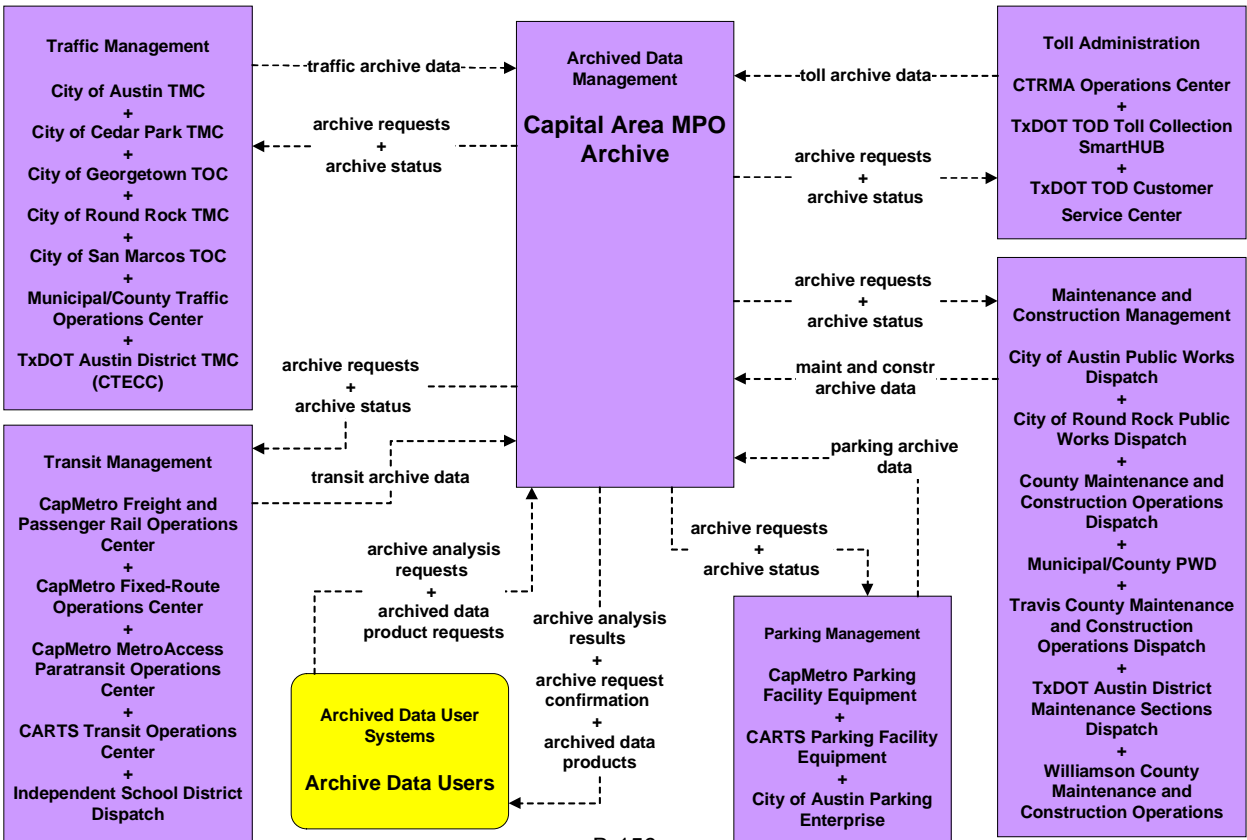 Traffic Management
City of Austin TMC
+
City of Cedar Park TMC
+
City of Georgetown TOC
+
City of Round Rock TMC
+
City of San Marcos TOC
+
Municipal/County Traffic
Operations Center
+
TxDOT Austin District TMC
(CTECC)
traffic archive data
archive requests
+
archive status
Archived Data
Management
Capital Area MPO
Archive
toll archive data
archive requests
+
archive status
Toll Administration
CTRMA Operations Center
+
TxDOT TOD Toll Collection
SmartHUB
+
TxDOT TOD Customer
Service Center
archive requests
+
archive status
maint and constr
archive data
Maintenance and
Construction Management
City of Austin Public Works
Dispatch
+
City of Round Rock Public
Works Dispatch
+
County Maintenance and
Construction Operations
Dispatch
+
Municipal/County PWD
+
Travis County Maintenance
and Construction
Operations Dispatch
+
TxDOT Austin District
Maintenance Sections
Dispatch
+
Williamson County
Maintenance and
Construction Operations
archive requests
+
archive status
transit archive data
Transit Management
CapMetro Freight and
Passenger Rail Operations
Center
+
CapMetro Fixed-Route
Operations Center
+
CapMetro MetroAccess
Paratransit Operations
Center
+
CARTS Transit Operations
Center
+
Independent School District
Dispatch
archive analysis
requests
+
archived data
product requests
Archived Data User
Systems
Archive Data Users
archive analysis
results
+
archive request
confirmation
+
archived data
products
archive requests
+
archive status
parking archive
data
Parking Management
CapMetro Parking
Facility Equipment
+
CARTS Parking Facility
Equipment
+
City of Austin Parking
Enterprise